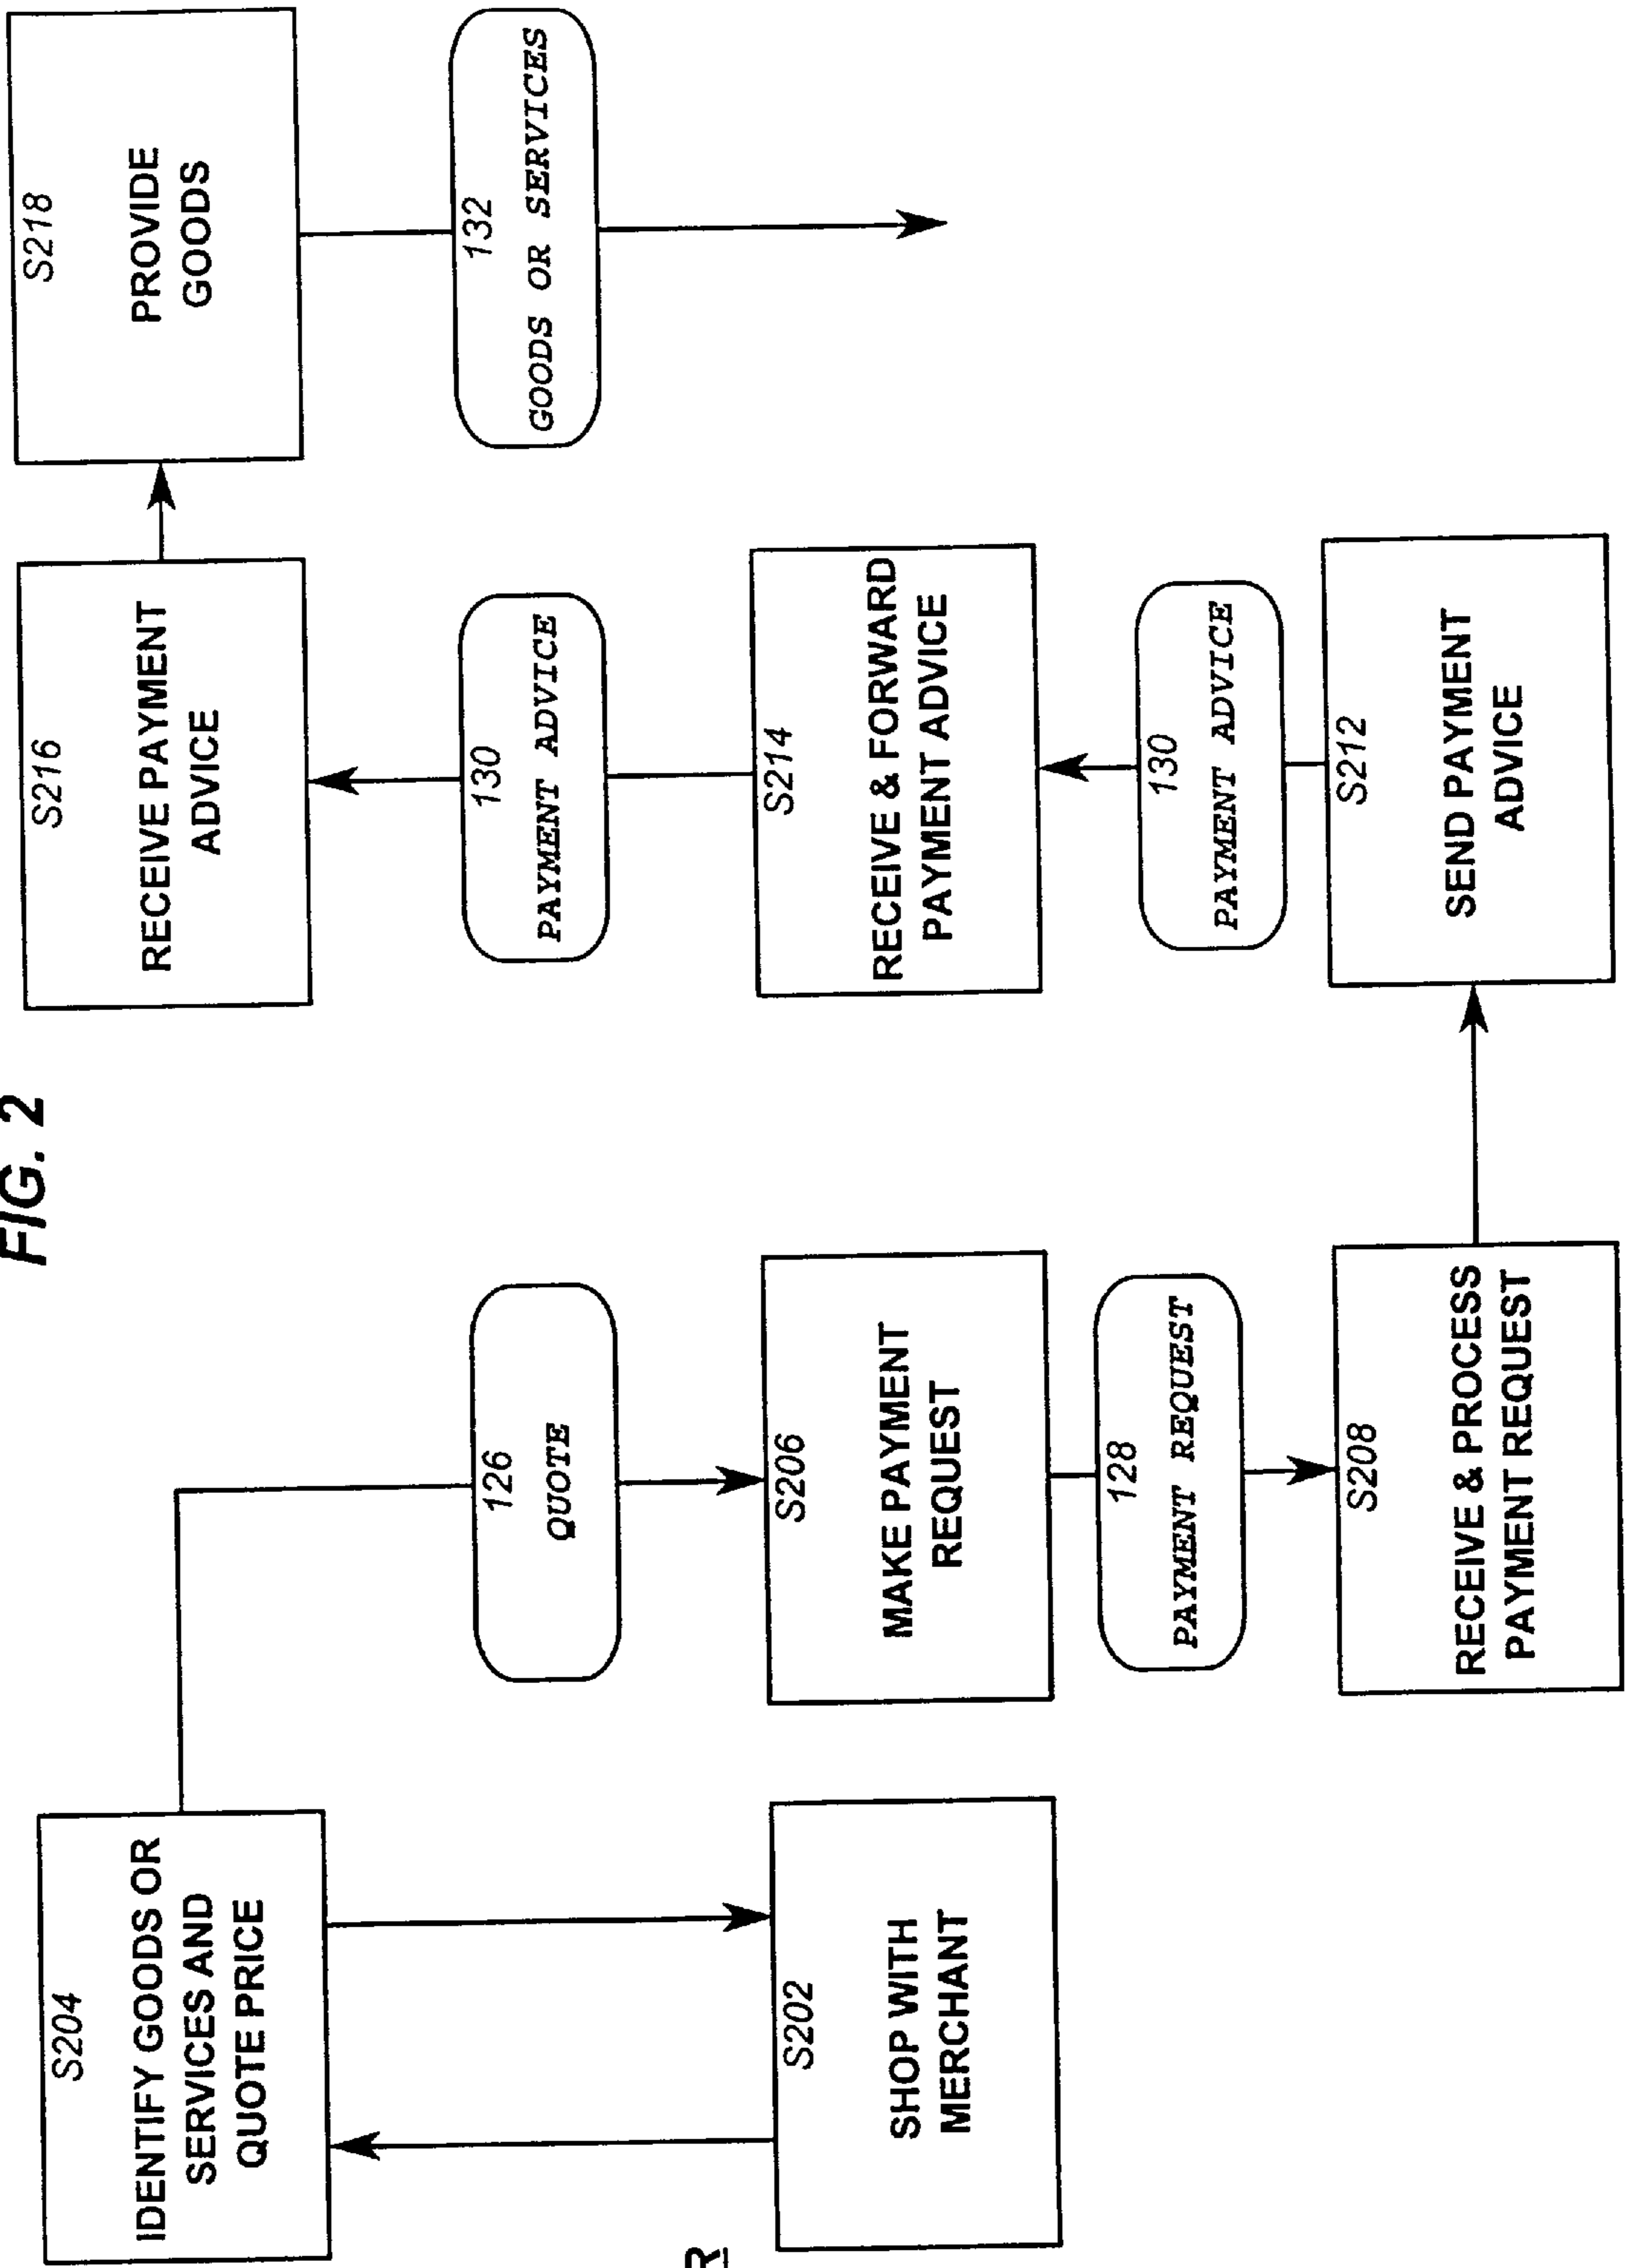 FIG. 2
S204
IDENTIFY GOODS OR
SERVICES AND
QUOTE PRICE
S216
RECEIVE PAYMENT
ADVICE
S218
PROVIDE
GOODS
126
QUOTE
130
PAYMENT ADVICE
132
GOODS OR SERVICES
R
S202
SHOP WITH
MERCHANT
S206
MAKE PAYMENT
REQUEST
S214
RECEIVE & FORWARD
PAYMENT ADVICE
128
PAYMENT REQUEST
130
PAYMENT ADVICE
S208
RECEIVE & PROCESS
PAYMENT REQUEST
S212
SEND PAYMENT
ADVICE